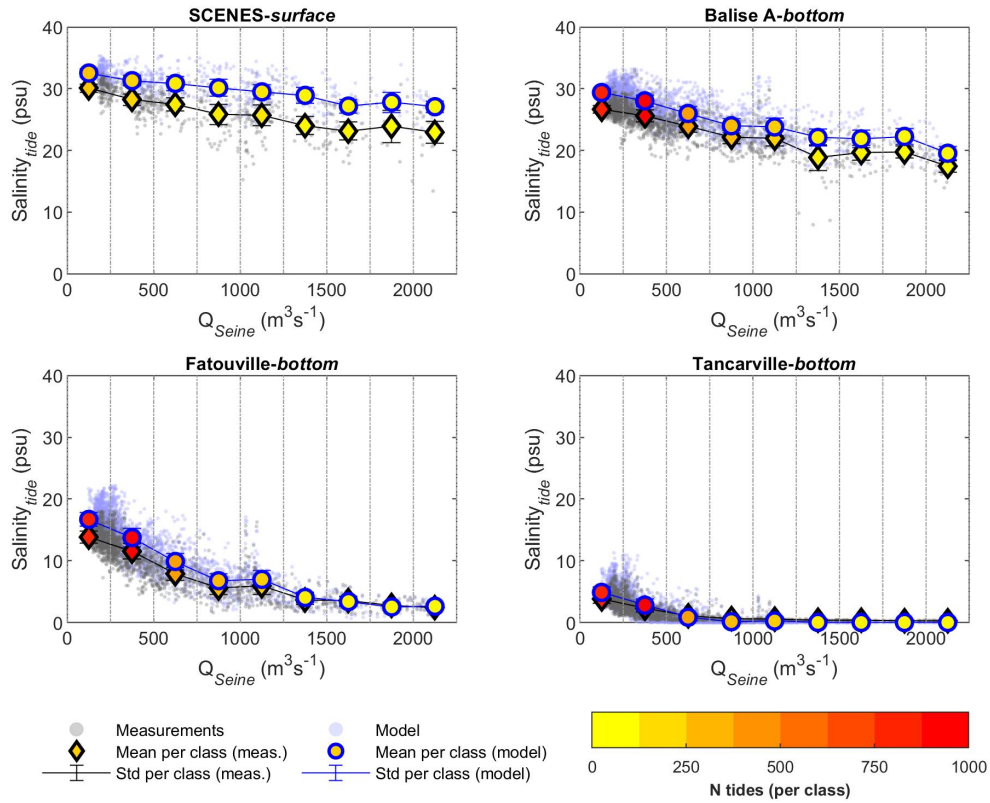 SCENES-surface
Balise A-bottom
40
30
20
10
0
Salinity_tide (psu)
0 500 1000 1500 2000
Q_Seine (m³s⁻¹)
40
30
20
10
0
Salinity_tide (psu)
0 500 1000 1500 2000
Q_Seine (m³s⁻¹)
Fatouville-bottom
Tancarville-bottom
40
30
20
10
0
Salinity_tide (psu)
0 500 1000 1500 2000
Q_Seine (m³s⁻¹)
40
30
20
10
0
Salinity_tide (psu)
0 500 1000 1500 2000
Q_Seine (m³s⁻¹)
Measurements
Model
Mean per class (meas.)
Mean per class (model)
Std per class (meas.)
Std per class (model)
0 250 500 750 1000
N tides (per class)